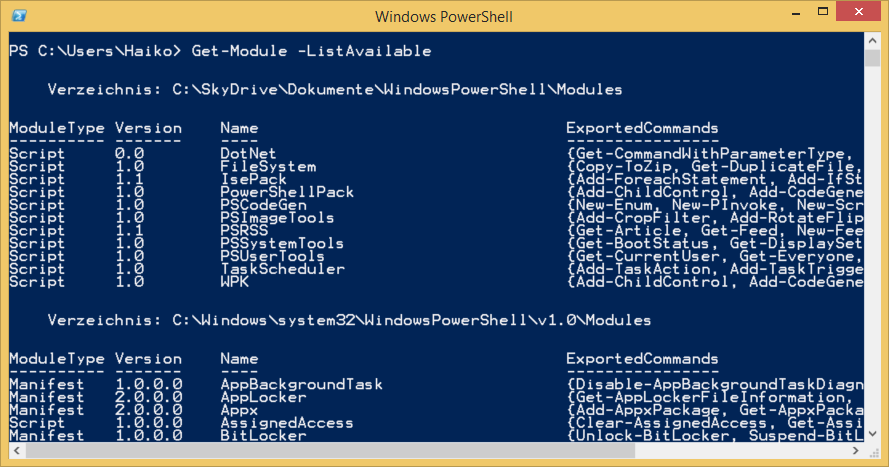 Windows PowerShell
PS C:\Users\Haiko> Get-Module -ListAvailable
Verzeichnis: C:\SkyDrive\Dokumente\WindowsPowerShell\Modules
ModuleType Version Name ExportedCommands
---------- ------- ---- ----------------
Script 0.0 DotNet {Get-CommandWithParameterType,
Script 1.0 FileSystem {Copy-ToZip, Get-DuplicateFile,
Script 1.1 IsePack {Add-ForeachStatement, Add-IfSt
Script 1.0 PowerShellPack {Add-ChildControl, Add-CodeGene
Script 1.0 PSCodeGen {New-Enum, New-PInvoke, New-Scr
Script 1.0 PSImageTools {Add-CropFilter, Add-RotateFlip
Script 1.1 PSRSS {Get-Article, Get-Feed, New-Fee
Script 1.0 PSSystemTools {Get-BootStatus, Get-DisplaySet
Script 1.0 PSUserTools {Get-CurrentUser, Get-Everyone,
Script 1.0 TaskScheduler {Add-TaskAction, Add-TaskTrigge
Script 1.0 WPK {Add-ChildControl, Add-CodeGene
Verzeichnis: C:\Windows\system32\WindowsPowerShell\v1.0\Modules
ModuleType Version Name ExportedCommands
---------- ------- ---- ----------------
Manifest 1.0.0.0 AppBackgroundTask {Disable-AppBackgroundTaskDiagn
Manifest 2.0.0.0 AppLocker {Get-AppLockerFileInformation,
Manifest 2.0.0.0 Appx {Add-AppxPackage, Get-AppxPacka
Script 1.0.0.0 AssignedAccess {Clear-AssignedAccess, Get-Assi
Manifest 1.0.0.0 BitLocker {Unlock-BitLocker, Suspend-BitL